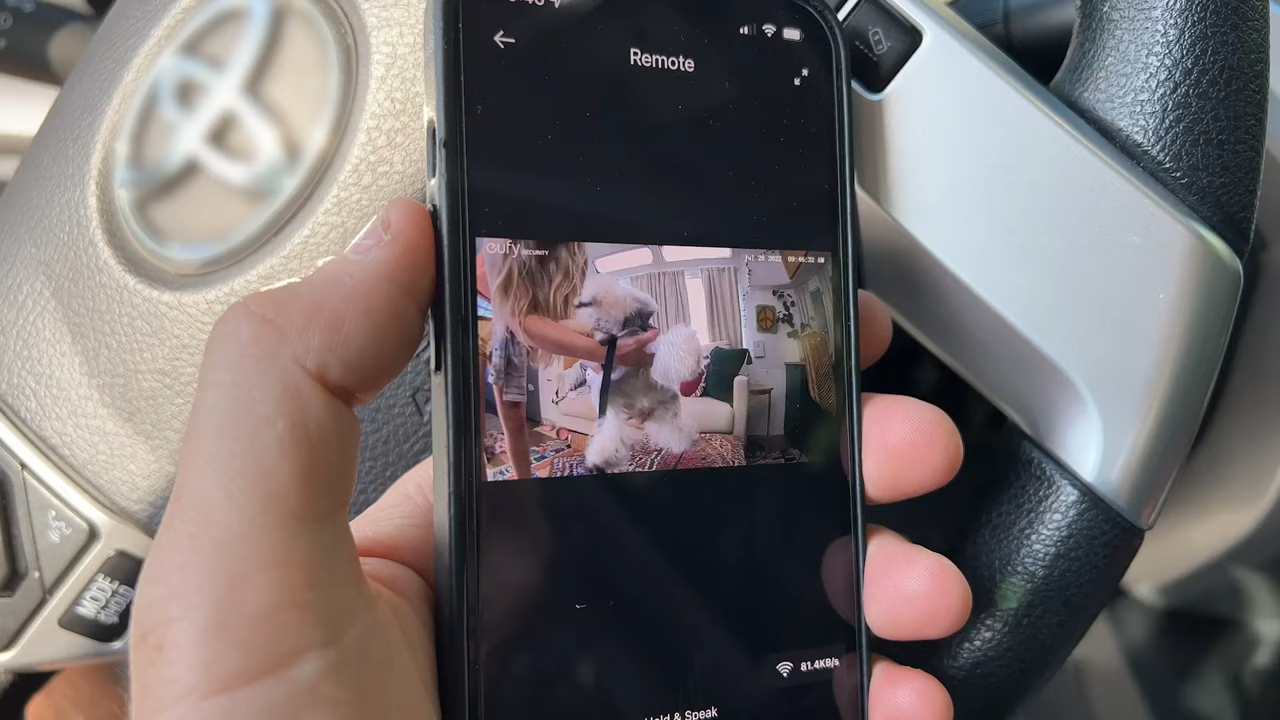 Remote
eufy SECURITY
Jul 28 2022 09:46:32 AM
MODE
HOLD
81.4KB/s
Hold & Speak